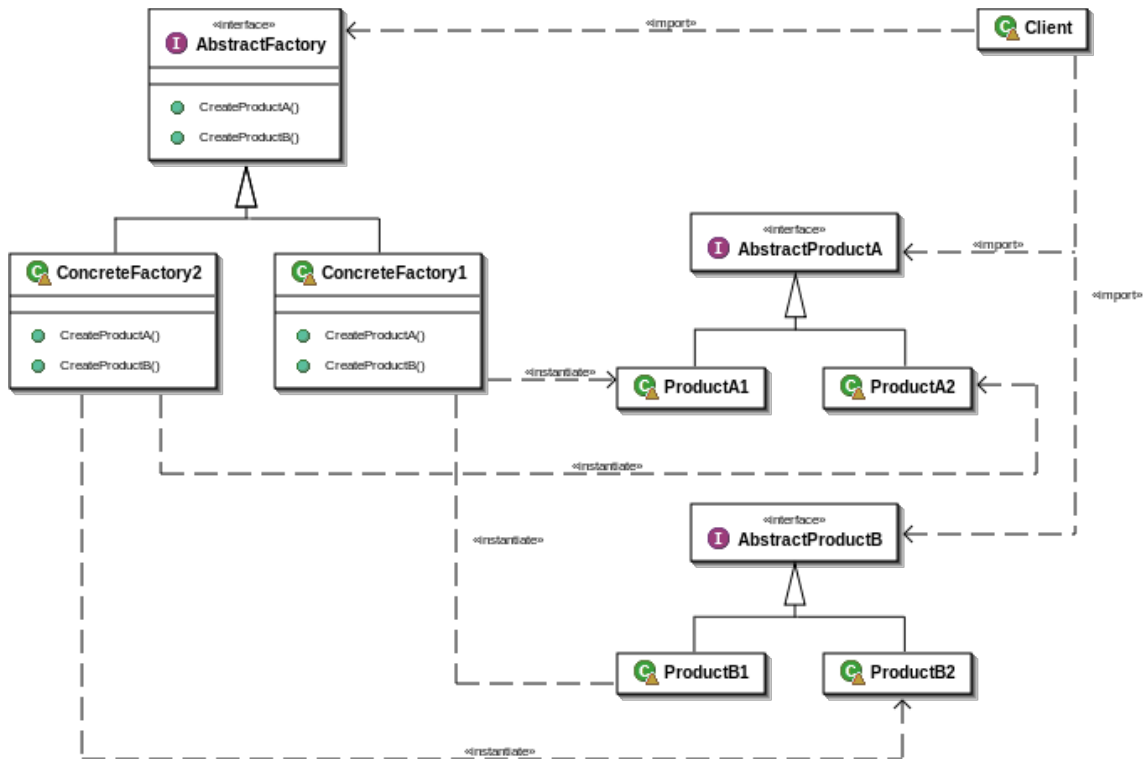 «interface»
I AbstractFactory
CreateProductA()
CreateProductB()
«import»
C Client
C ConcreteFactory2
CreateProductA()
CreateProductB()
C ConcreteFactory1
CreateProductA()
CreateProductB()
«interface»
I AbstractProductA
«import»
«import»
«instantiate»
C ProductA1
C ProductA2
«instantiate»
«interface»
I AbstractProductB
«instantiate»
C ProductB1
C ProductB2
«instantiate»